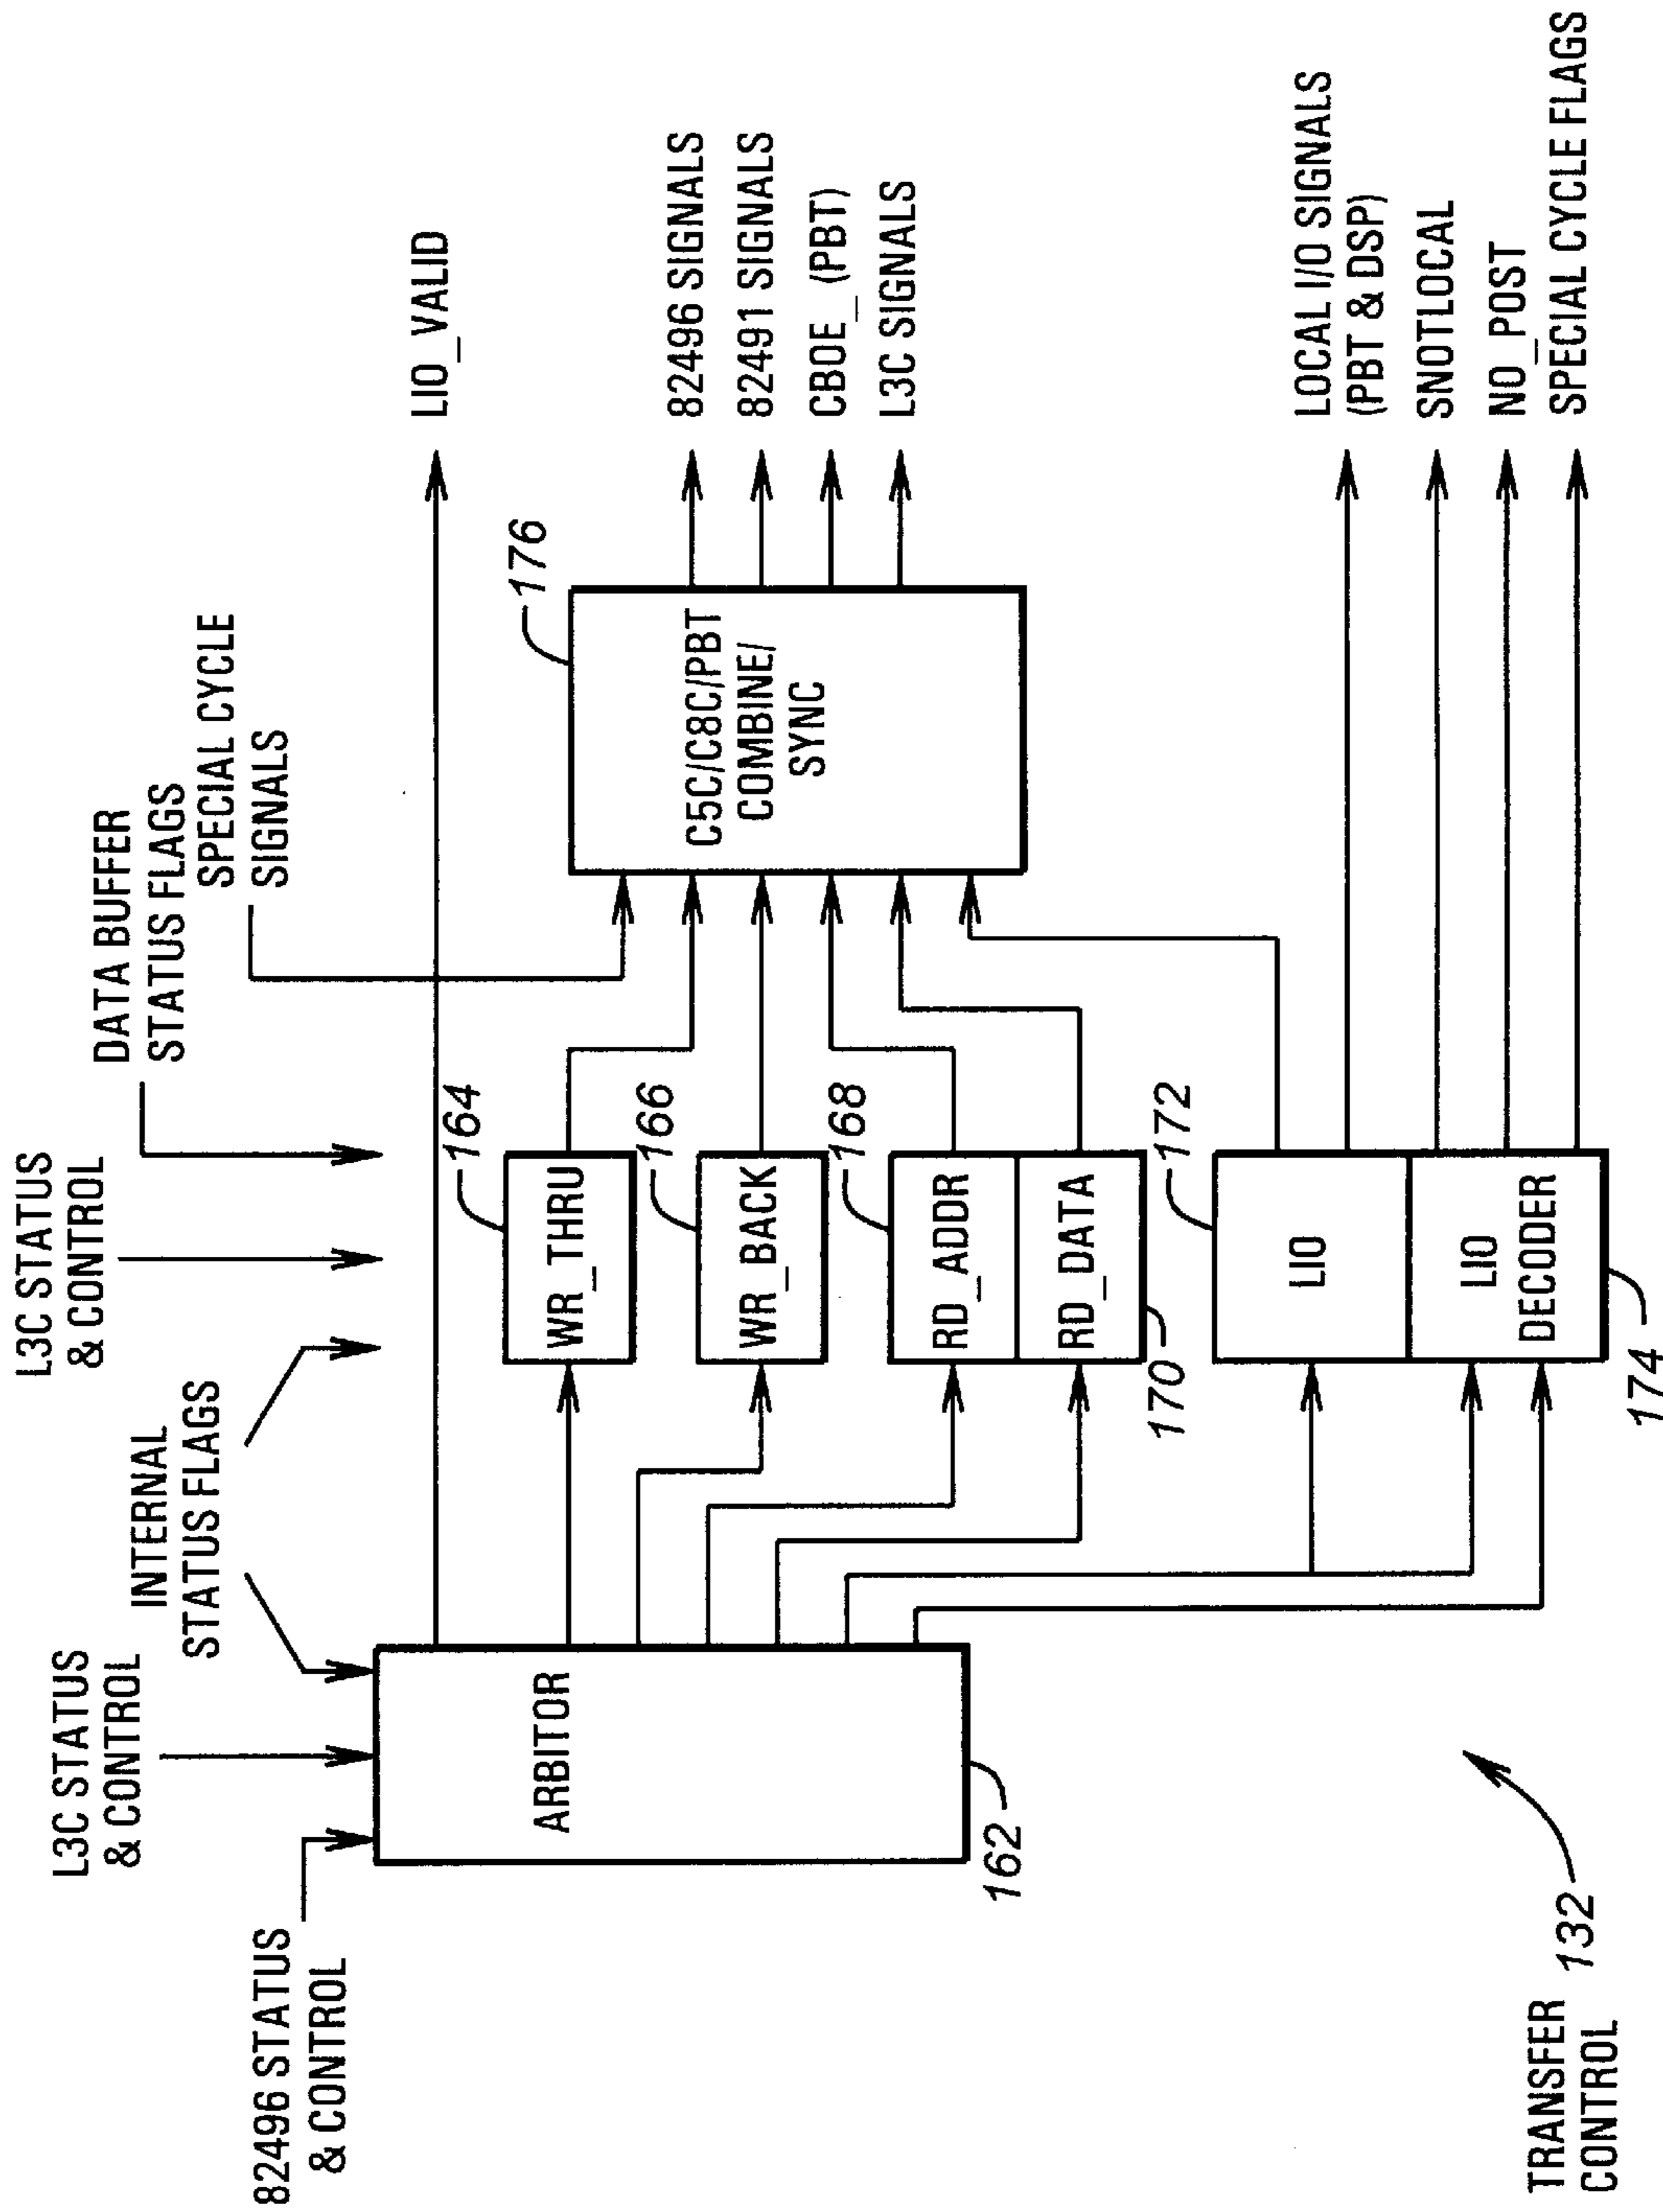 82496 STATUS
& CONTROL
L3C STATUS
& CONTROL
INTERNAL
STATUS FLAGS
L3C STATUS
& CONTROL
DATA BUFFER
STATUS FLAGS
SPECIAL CYCLE
SIGNALS
ARBITOR
162
WR_THRU
164
WR_BACK
166
RD_ADDR
168
RD_DATA
170
LIO
172
LIO
DECODER
174
C5C/C8C/PBT
COMBINE/
SYNC
176
LIO_VALID
82496 SIGNALS
82491 SIGNALS
CBOE_ (PBT)
L3C SIGNALS
LOCAL I/O SIGNALS
(PBT & DSP)
SNOTLOCAL
NO_POST
SPECIAL CYCLE FLAGS
TRANSFER
CONTROL
132